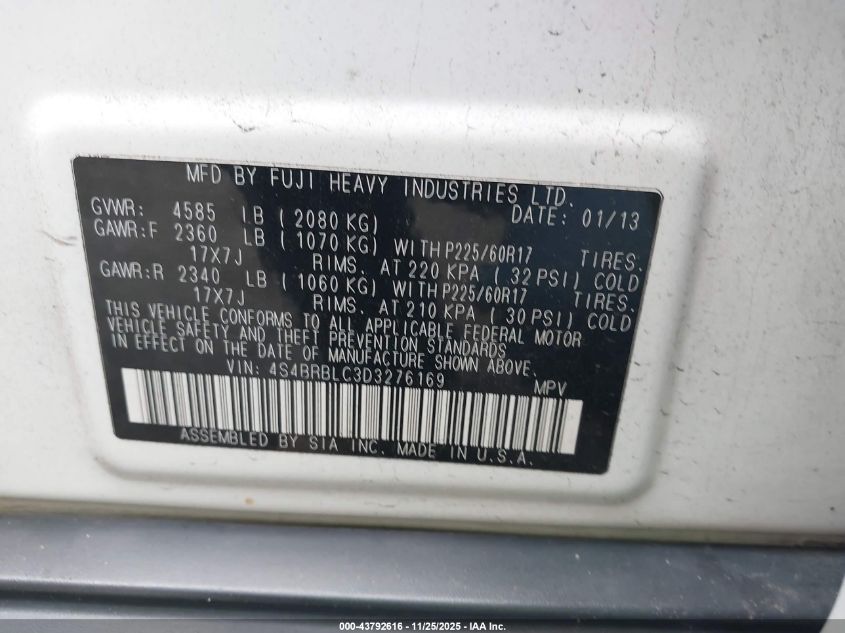 MFD BY FUJI HEAVY INDUSTRIES LTD.
GVWR: 4585 LB (2080 KG) DATE: 01/13
GAWR:F 2360 LB (1070 KG) WITH P225/60R17 TIRES.
17X7J RIMS. AT 220 KPA (32 PSI) COLD
GAWR:R 2340 LB (1060 KG) WITH P225/60R17 TIRES.
17X7J RIMS. AT 210 KPA (30 PSI) COLD
THIS VEHICLE CONFORMS TO ALL APPLICABLE FEDERAL MOTOR
VEHICLE SAFETY AND THEFT PREVENTION STANDARDS
IN EFFECT ON THE DATE OF MANUFACTURE SHOWN ABOVE.
VIN: 4S4BRBLC3D3276169 MPV
ASSEMBLED BY SIA INC. MADE IN U.S.A.
000-43792616 - 11/25/2025 - IAA Inc.